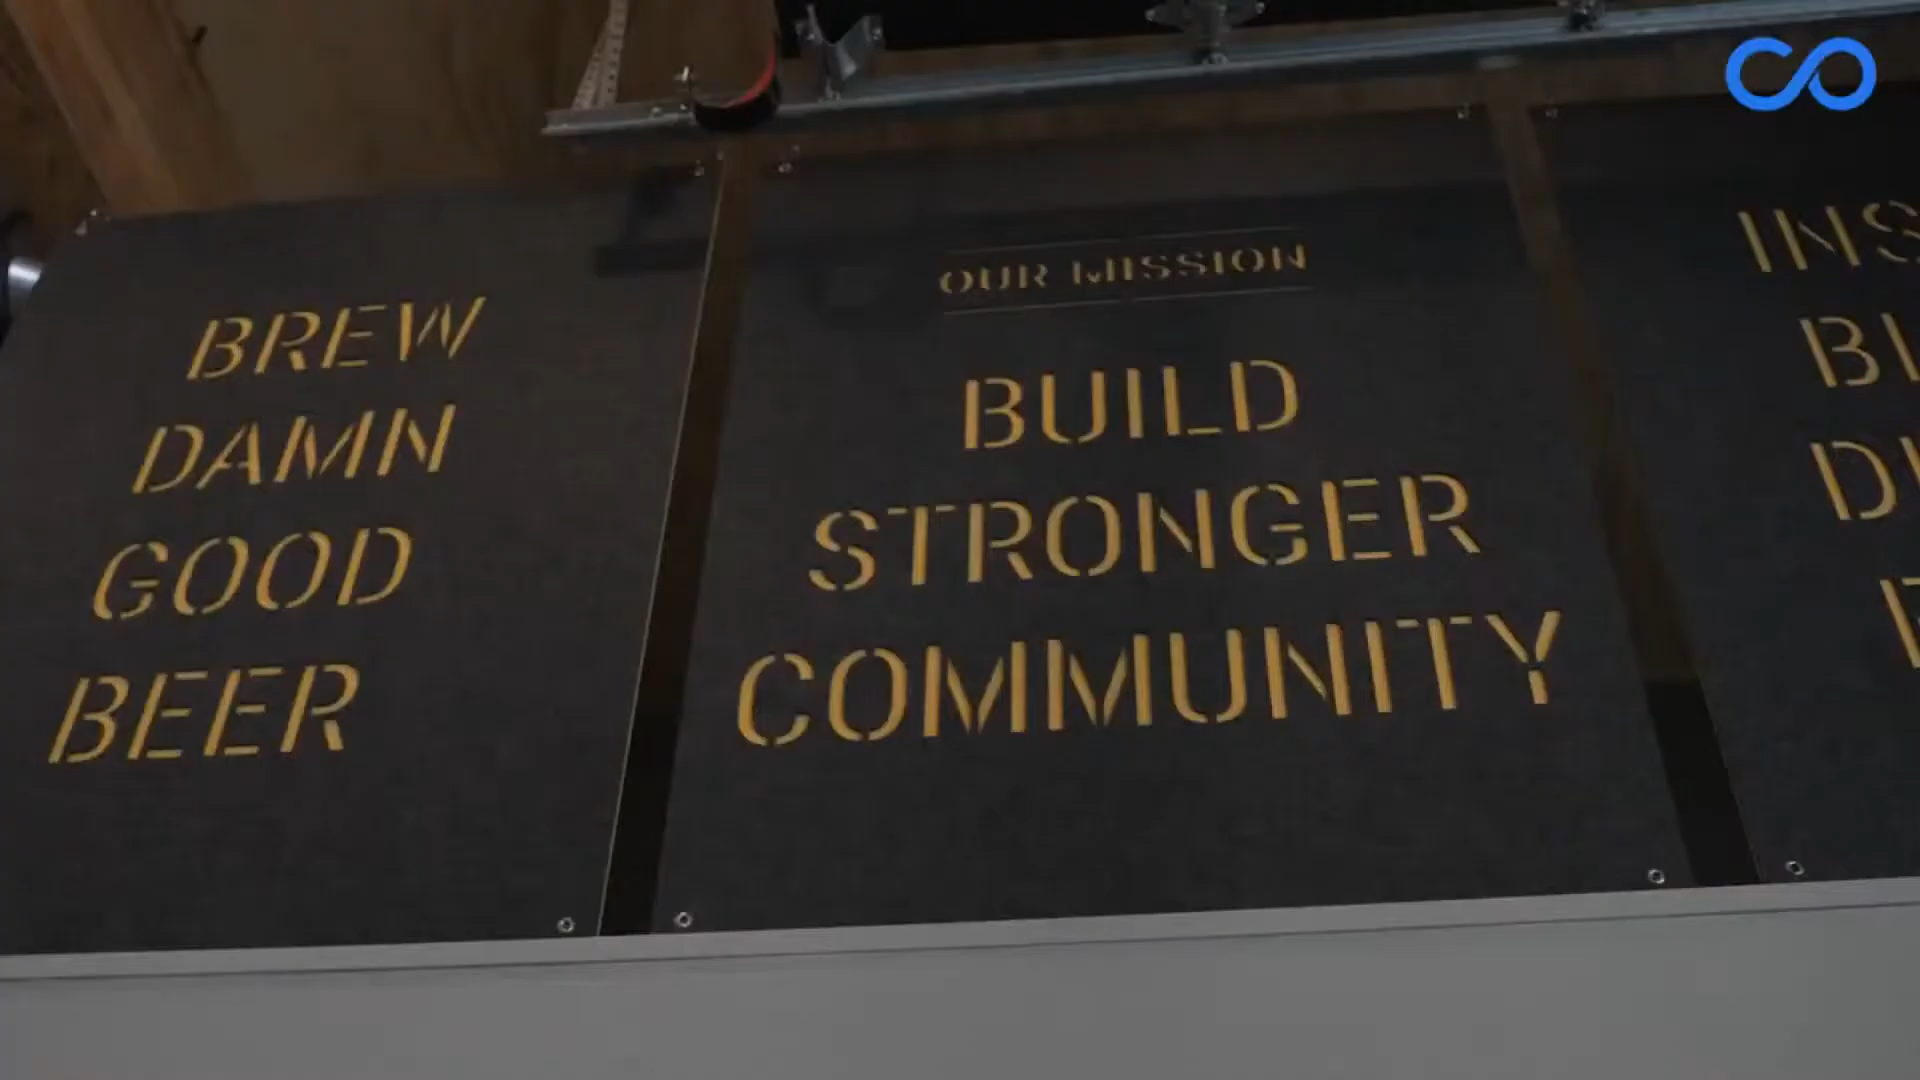 BREW
DAMN
GOOD
BEER
OUR MISSION
BUILD
STRONGER
COMMUNITY